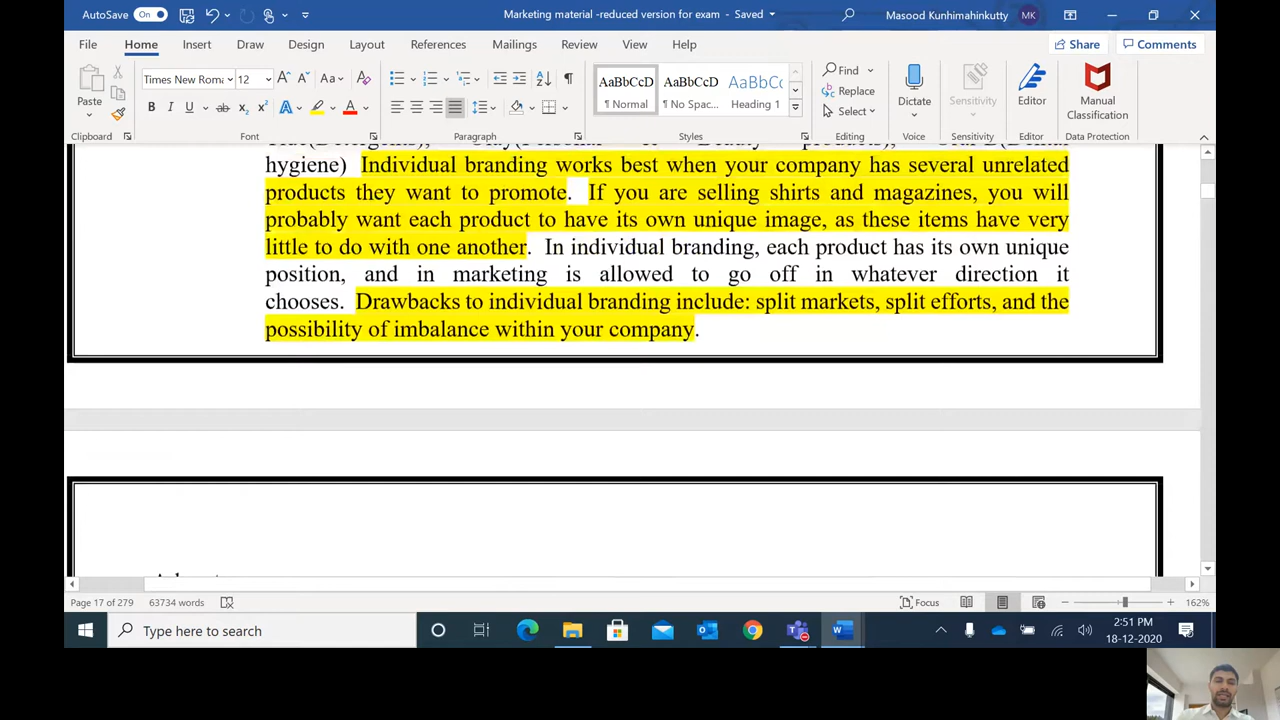 AutoSave On
Marketing material -reduced version for exam - Saved
Masood Kunhimahinkutty MK
File Home Insert Draw Design Layout References Mailings Review View Help Share Comments
Times New Roma 12 Aa
AaBbCcD AaBbCcD AaBbCc
Find
Replace
Select
Paste
B I U ab x2 x2 A A
¶ Normal ¶ No Spac... Heading 1
Dictate Sensitivity Editor Manual Classification
Clipboard Font Paragraph Styles Editing Voice Sensitivity Editor Data Protection
hygiene) Individual branding works best when your company has several unrelated
products they want to promote. If you are selling shirts and magazines, you will
probably want each product to have its own unique image, as these items have very
little to do with one another. In individual branding, each product has its own unique
position, and in marketing is allowed to go off in whatever direction it
chooses. Drawbacks to individual branding include: split markets, split efforts, and the
possibility of imbalance within your company.
Page 17 of 279 63734 words Focus 162%
Type here to search
2:51 PM
18-12-2020